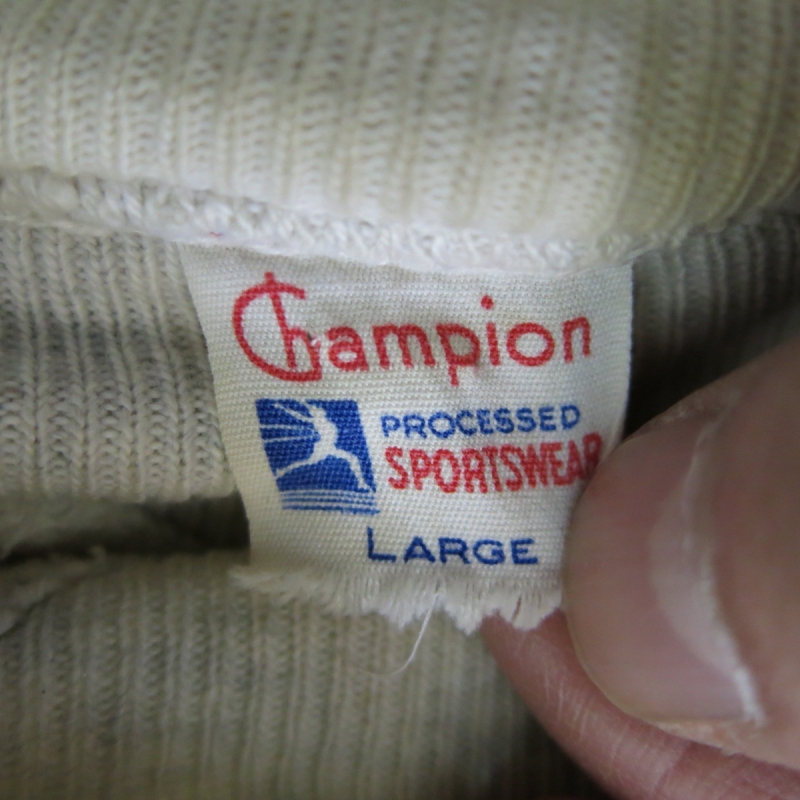 Champion
PROCESSED
SPORTSWEAR
LARGE